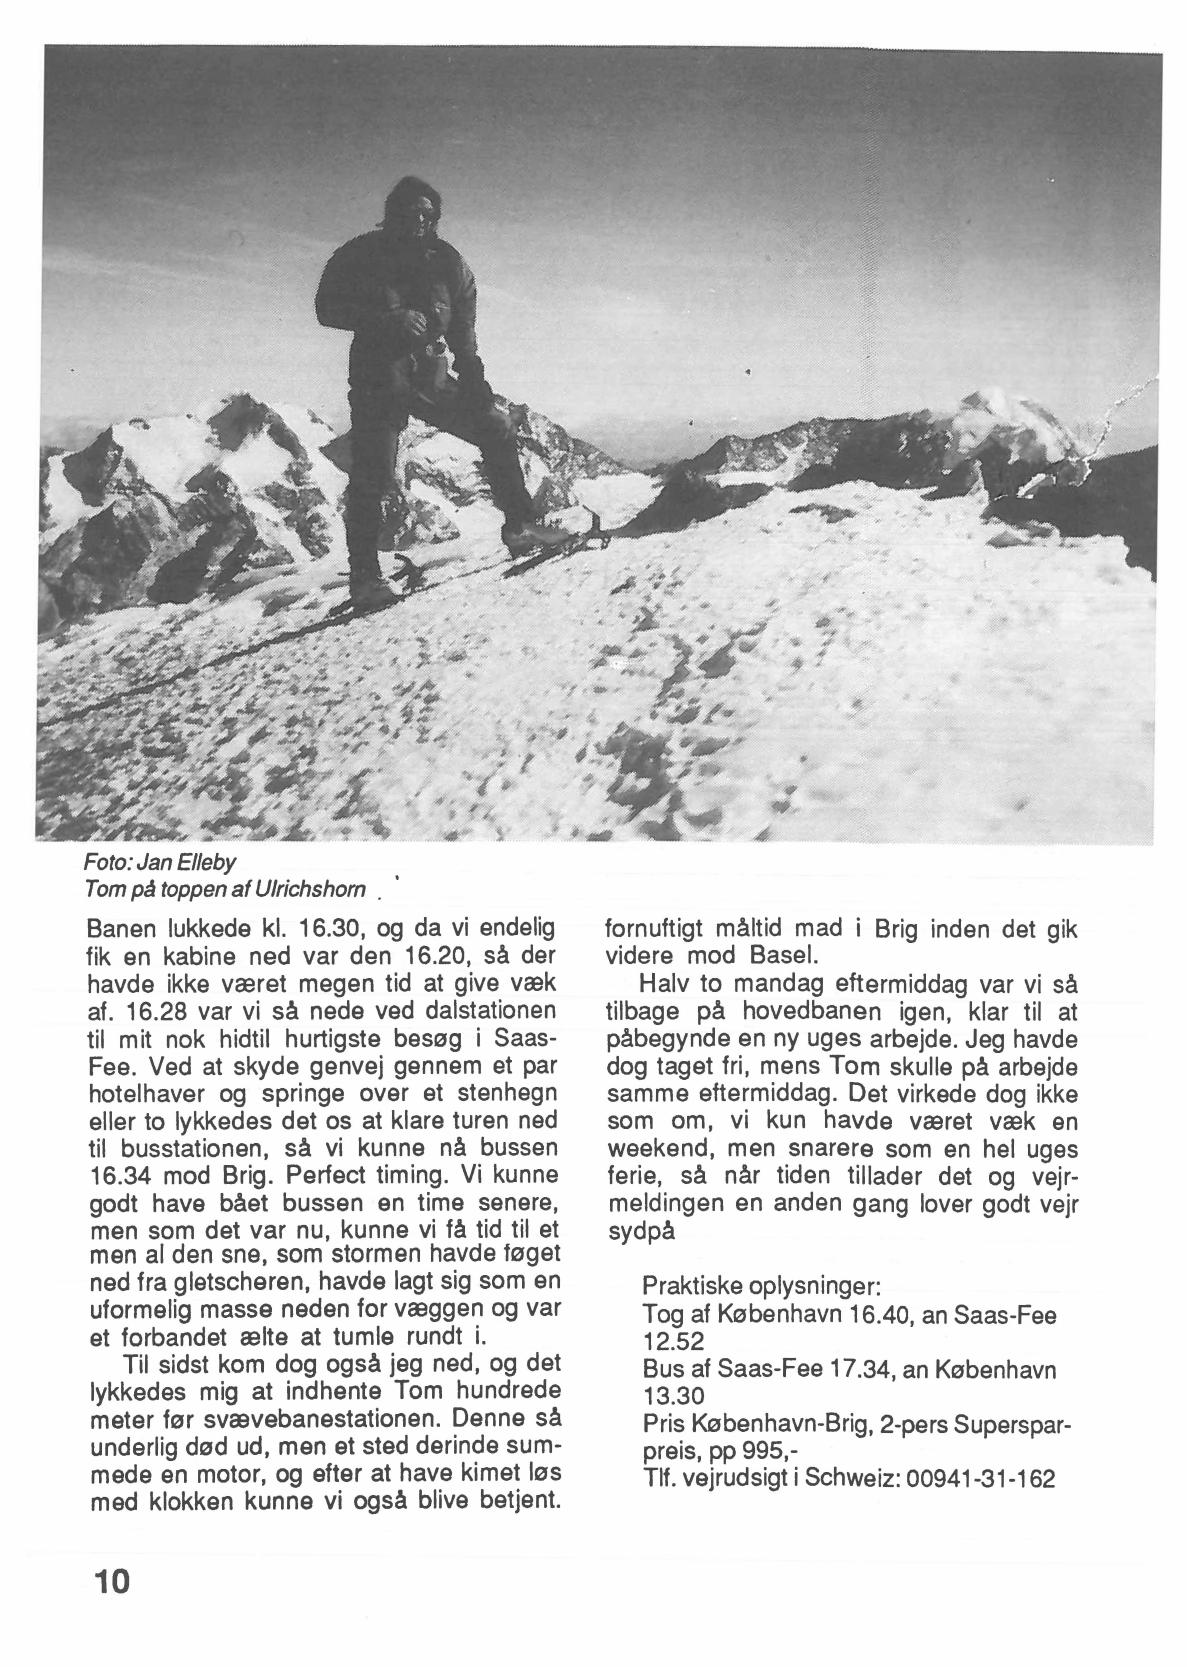 Foto: Jan Elleby
Tom på toppen af Ulrichshorn .
Banen lukkede kl. 16.30, og da vi endelig
fik en kabine ned var den 16.20, så der
havde ikke været megen tid at give væk
af. 16.28 var vi så nede ved dalstationen
til mit nok hidtil hurtigste besøg i Saas-
Fee. Ved at skyde genvej gennem et par
hotelhaver og springe over et stenhegn
eller to lykkedes det os at klare turen ned
til busstationen, så vi kunne nå bussen
16.34 mod Brig. Perfect timing. Vi kunne
godt have bået bussen en time senere,
men som det var nu, kunne vi få tid til et
men al den sne, som stormen havde føget
ned fra gletscheren, havde lagt sig som en
uformelig masse neden for væggen og var
et forbandet ælte at tumle rundt i.
Til sidst kom dog også jeg ned, og det
lykkedes mig at indhente Tom hundrede
meter før svævebanestationen. Denne så
underlig død ud, men et sted derinde sum-
mede en motor, og efter at have kimet løs
med klokken kunne vi også blive betjent.
fornuftigt måltid mad i Brig inden det gik
videre mod Basel.
Halv to mandag eftermiddag var vi så
tilbage på hovedbanen igen, klar til at
påbegynde en ny uges arbejde. Jeg havde
dog taget fri, mens Tom skulle på arbejde
samme eftermiddag. Det virkede dog ikke
som om, vi kun havde været væk en
weekend, men snarere som en hel uges
ferie, så når tiden tillader det og vejr-
meldingen en anden gang lover godt vejr
sydpå
Praktiske oplysninger:
Tog af København 16.40, an Saas-Fee
12.52
Bus af Saas-Fee 17.34, an København
13.30
Pris København-Brig, 2-pers Superspar-
preis, pp 995,-
Tlf. vejrudsigt i Schweiz: 00941-31-162
10